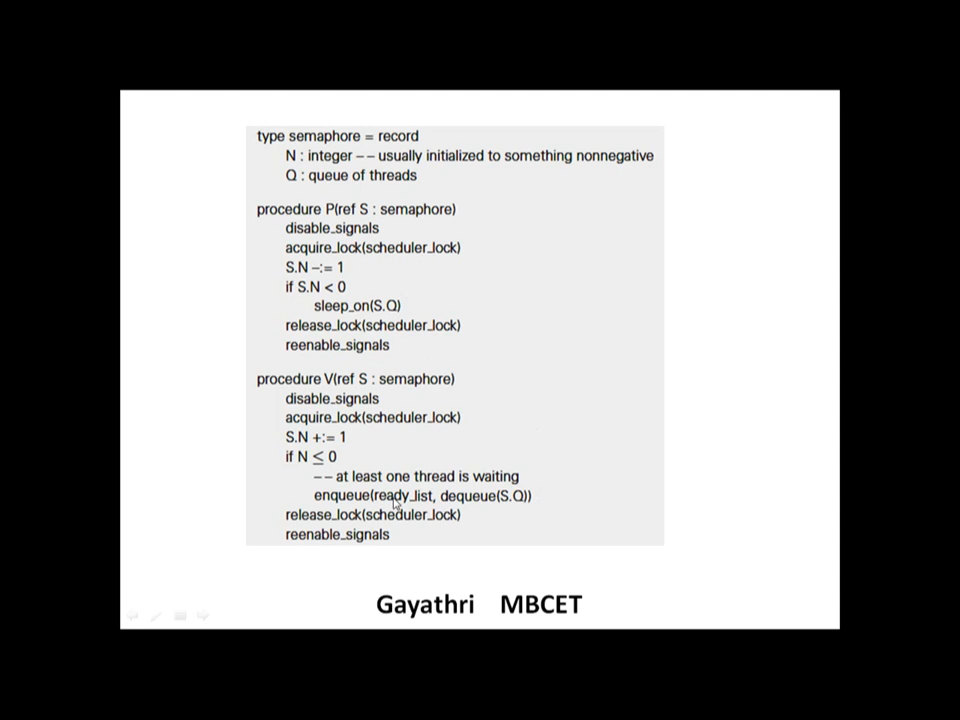 type semaphore = record
N : integer –– usually initialized to something nonnegative
Q : queue of threads
procedure P(ref S : semaphore)
disable_signals
acquire_lock(scheduler_lock)
S.N –:= 1
if S.N < 0
sleep_on(S.Q)
release_lock(scheduler_lock)
reenable_signals
procedure V(ref S : semaphore)
disable_signals
acquire_lock(scheduler_lock)
S.N +:= 1
if N ≤ 0
–– at least one thread is waiting
enqueue(ready_list, dequeue(S.Q))
release_lock(scheduler_lock)
reenable_signals
Gayathri MBCET